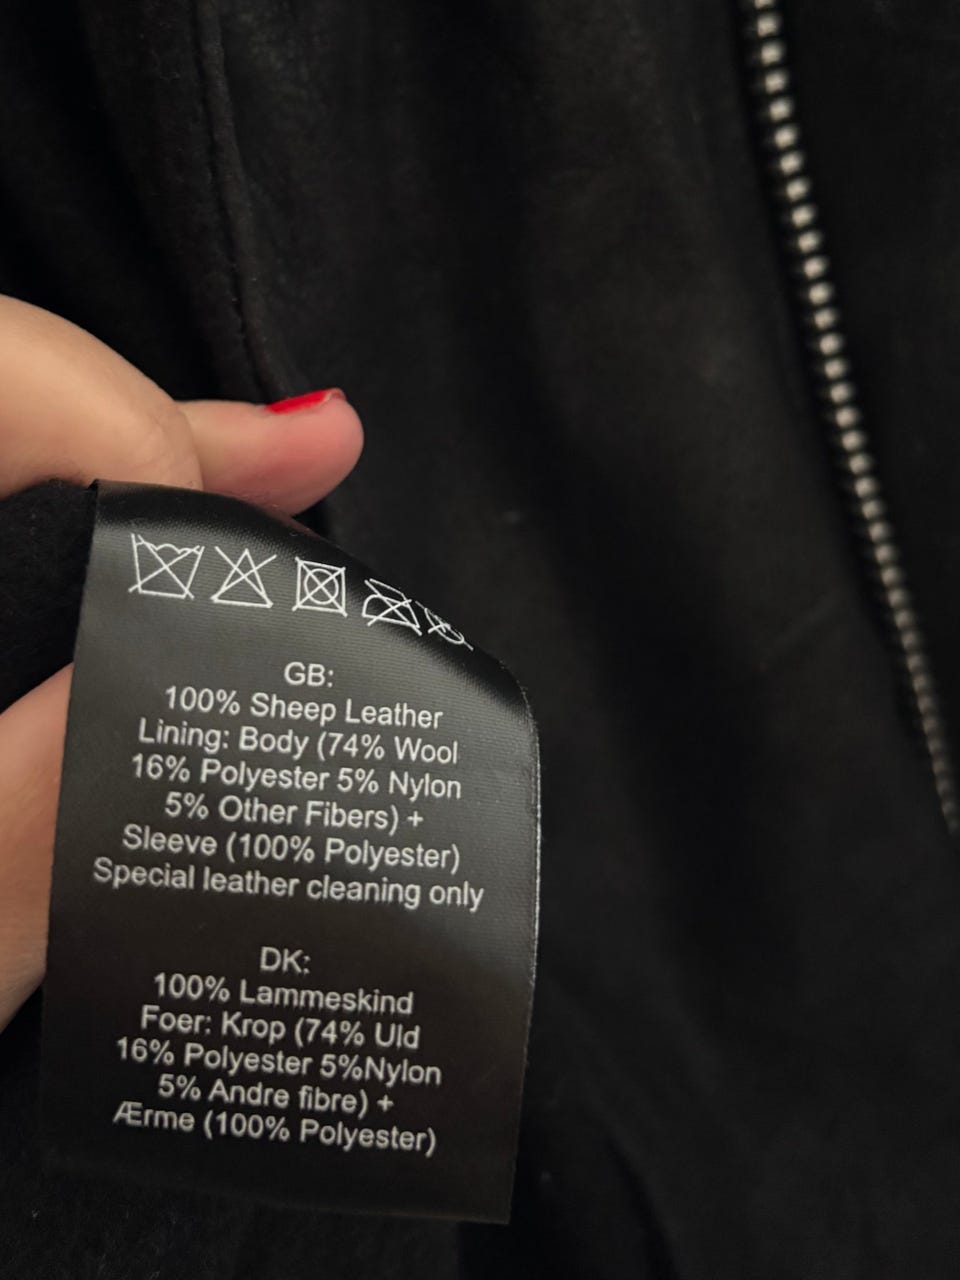 GB:
100% Sheep Leather
Lining: Body (74% Wool
16% Polyester 5% Nylon
5% Other Fibers) +
Sleeve (100% Polyester)
Special leather cleaning only
DK:
100% Lammeskind
Foer: Krop (74% Uld
16% Polyester 5%Nylon
5% Andre fibre) +
Ærme (100% Polyester)